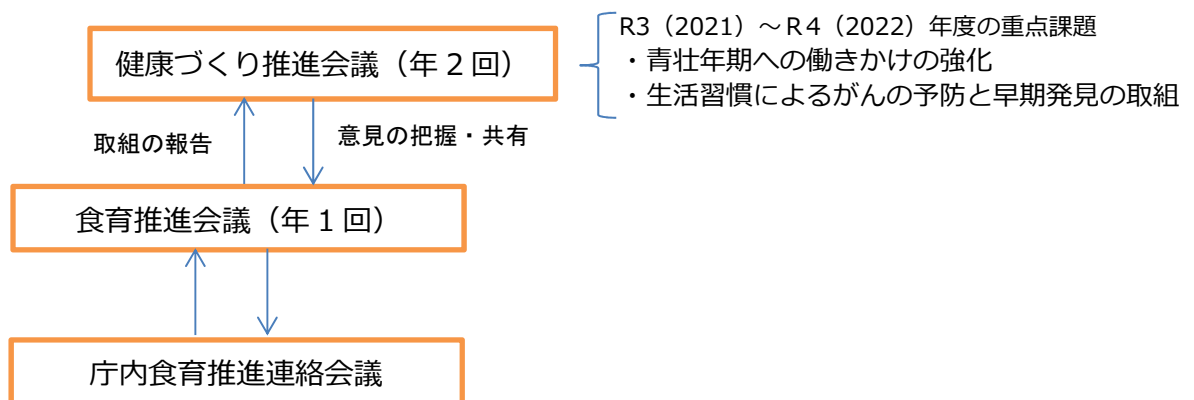 R3（2021）～R４（2022）年度の重点課題
健康づくり推進会議（年２回）
・青壮年期への働きかけの強化
・生活習慣によるがんの予防と早期発見の取組
取組の報告
意見の把握・共有
食育推進会議（年１回）
庁内食育推進連絡会議